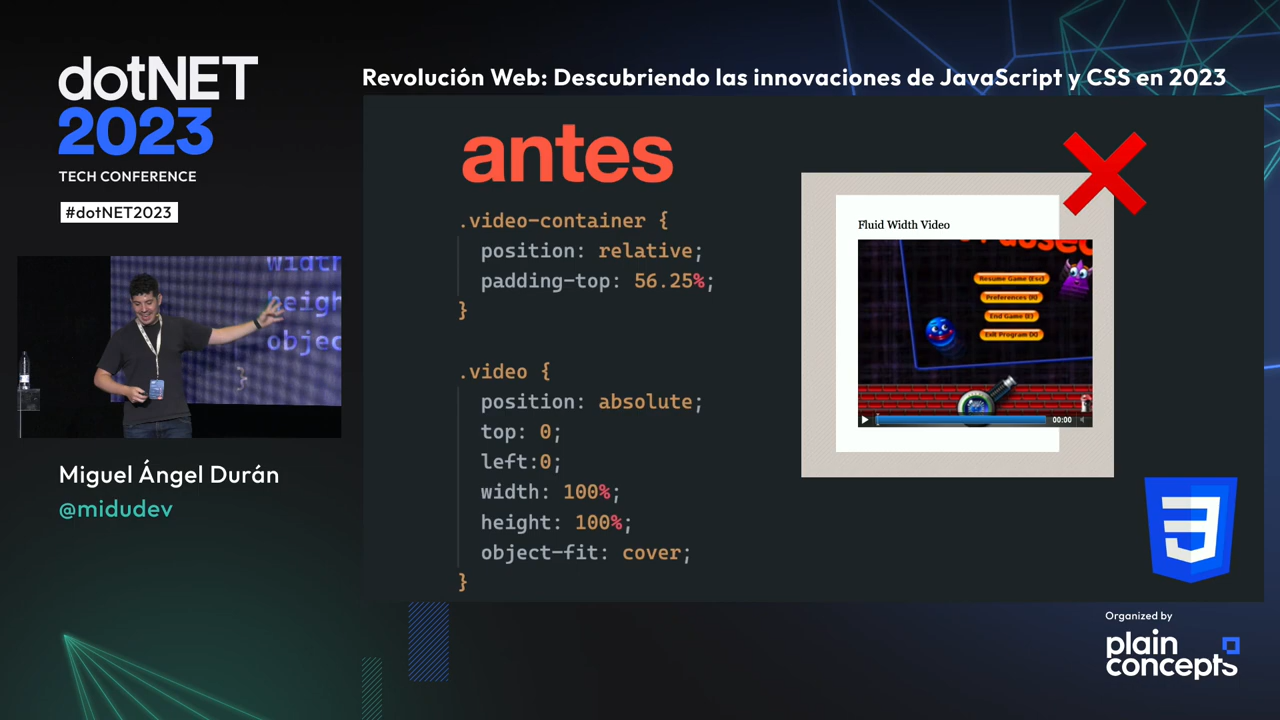 dotNET
2023
TECH CONFERENCE
#dotNET2023
Revolución Web: Descubriendo las innovaciones de JavaScript y CSS en 2023
antes
.video-container {
position: relative;
padding-top: 56.25%;
}
.video {
position: absolute;
top: 0;
left:0;
width: 100%;
height: 100%;
object-fit: cover;
}
Fluid Width Video
Resume Game (Esc)
Preferences (R)
End Game (E)
Exit Program (X)
00:00
width
heigh
objec
}
Miguel Ángel Durán
@midudev
Organized by
plain
concepts